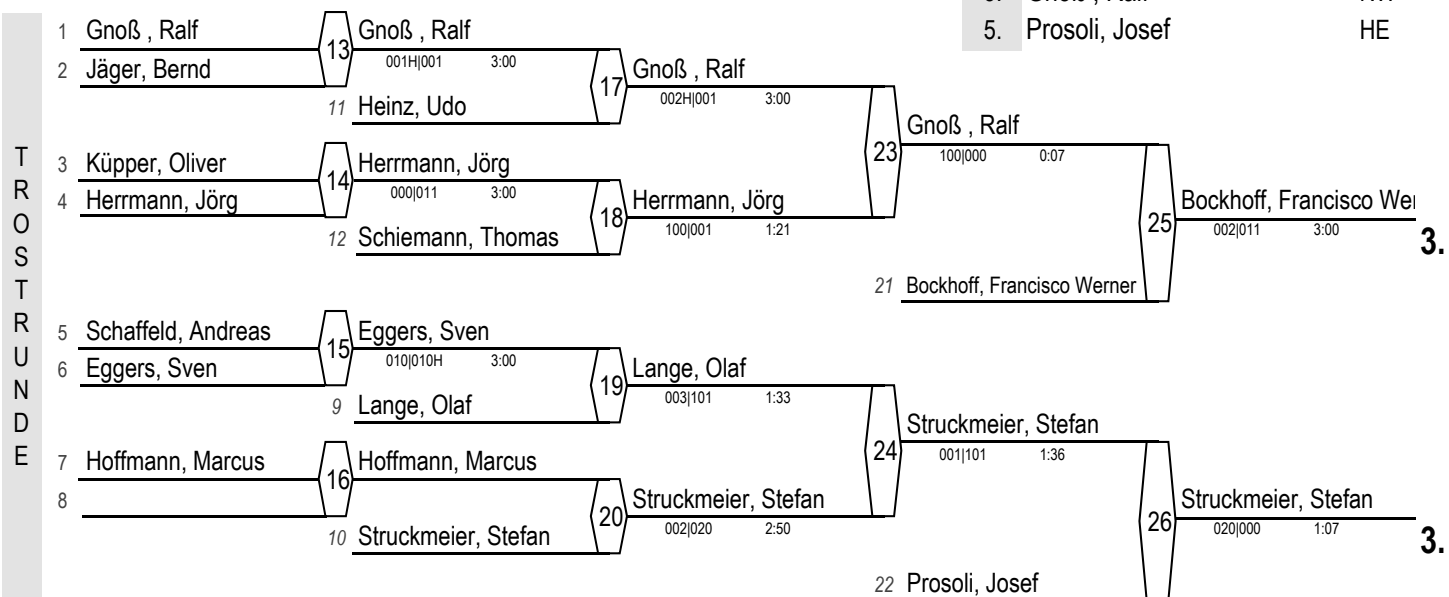 5. Prosoli, Josef HE
TROSTRUNDE
1 Gnoß , Ralf
2 Jäger, Bernd
13 Gnoß , Ralf
001H|001 3:00
11 Heinz, Udo
17 Gnoß , Ralf
002H|001 3:00
3 Küpper, Oliver
4 Herrmann, Jörg
14 Herrmann, Jörg
000|011 3:00
12 Schiemann, Thomas
18 Herrmann, Jörg
100|001 1:21
23 Gnoß , Ralf
100|000 0:07
21 Bockhoff, Francisco Werner
25 Bockhoff, Francisco
002|011 3:00
3.
5 Schaffeld, Andreas
6 Eggers, Sven
15 Eggers, Sven
010|010H 3:00
9 Lange, Olaf
19 Lange, Olaf
003|101 1:33
7 Hoffmann, Marcus
8
16 Hoffmann, Marcus
10 Struckmeier, Stefan
20 Struckmeier, Stefan
002|020 2:50
24 Struckmeier, Stefan
001|101 1:36
22 Prosoli, Josef
26 Struckmeier, Stefan
020|000 1:07
3.